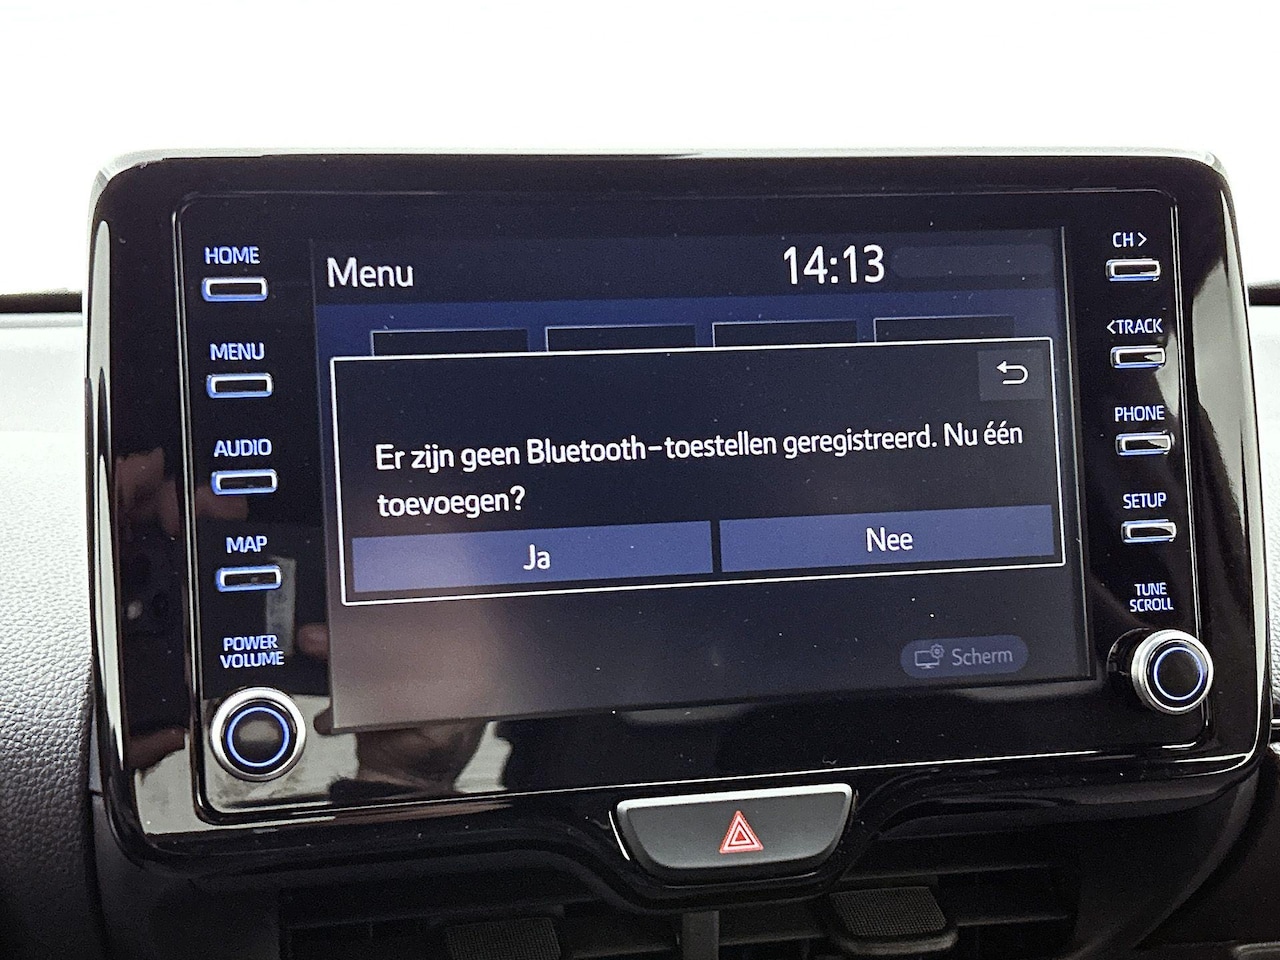 HOME
MENU
AUDIO
MAP
POWER
VOLUME
Menu
14:13
Er zijn geen Bluetooth-toestellen geregistreerd. Nu één
toevoegen?
Ja
Nee
Scherm
CH>
<TRACK
PHONE
SETUP
TUNE
SCROLL